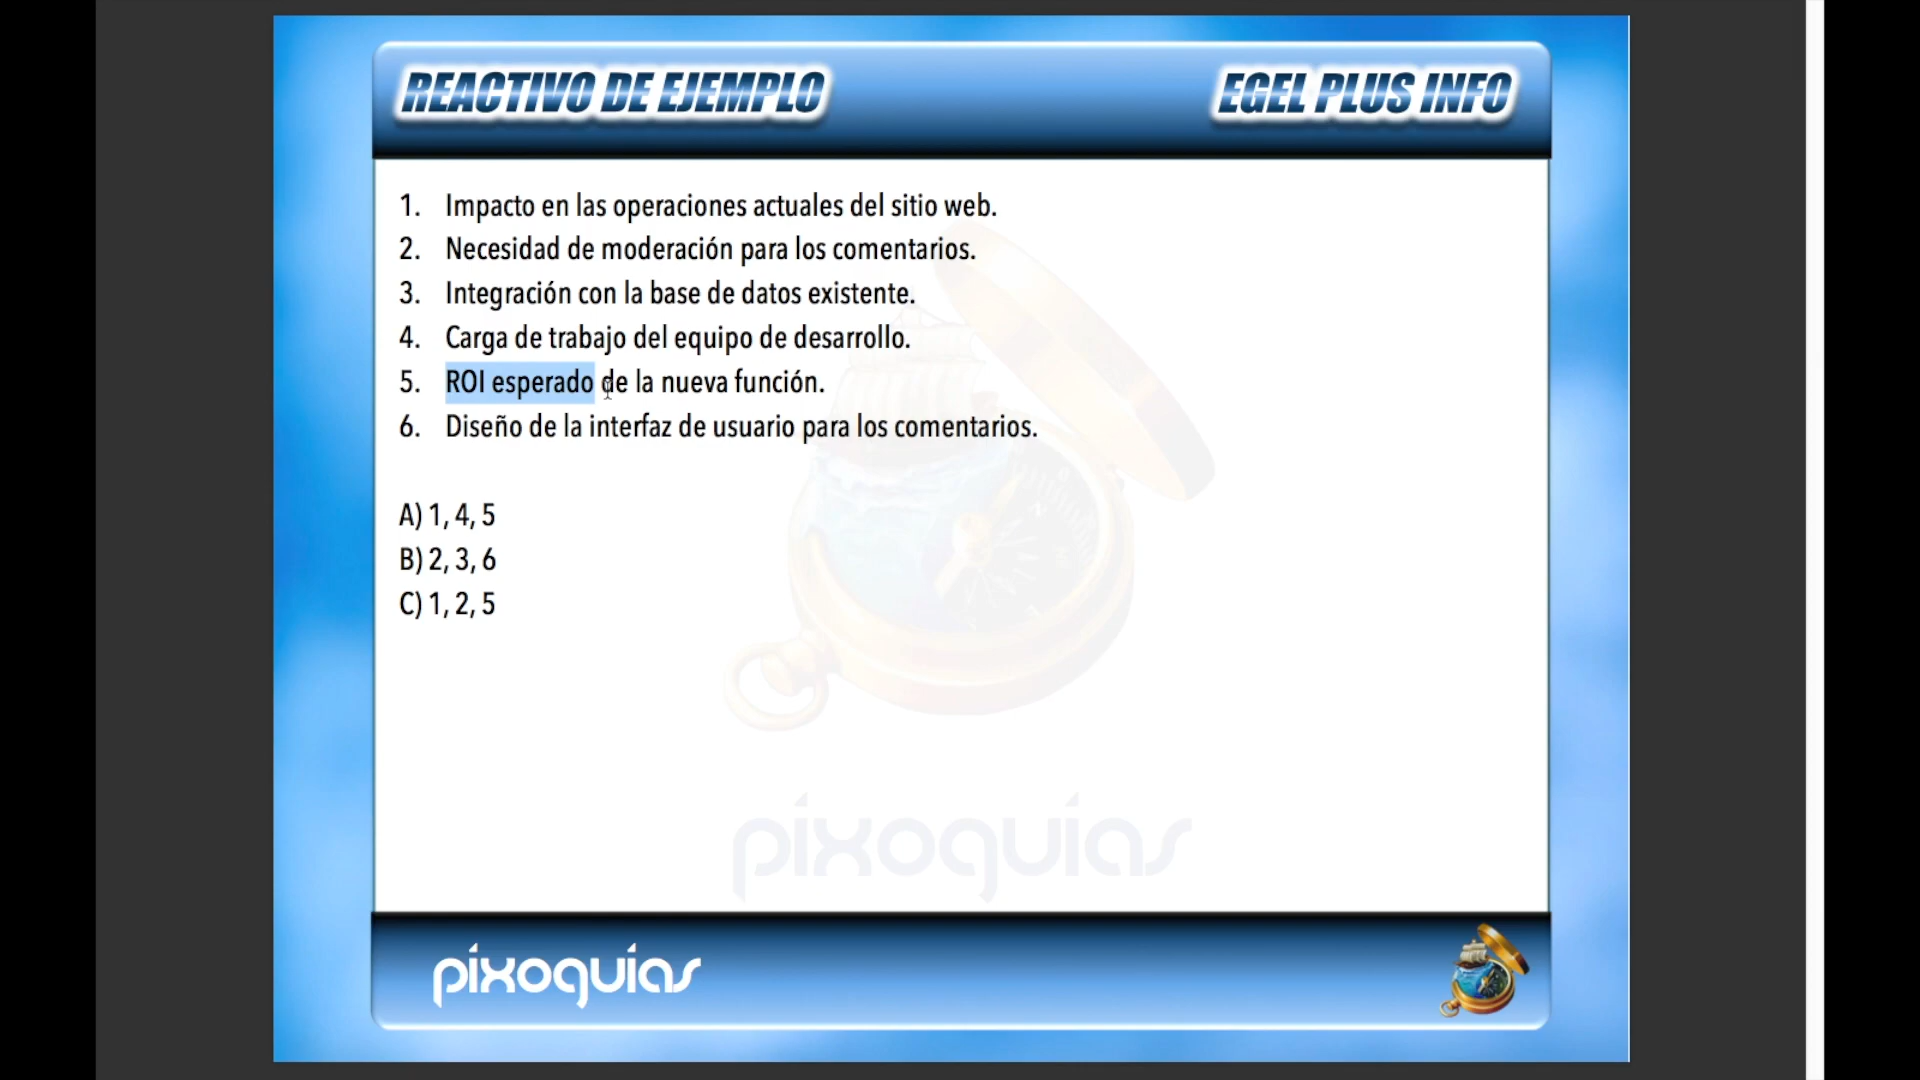 REACTIVO DE EJEMPLO
EGEL PLUS INFO
1. Impacto en las operaciones actuales del sitio web.
2. Necesidad de moderación para los comentarios.
3. Integración con la base de datos existente.
4. Carga de trabajo del equipo de desarrollo.
5. ROI esperado de la nueva función.
6. Diseño de la interfaz de usuario para los comentarios.
A) 1, 4, 5
B) 2, 3, 6
C) 1, 2, 5
pixoguías
pixoguías